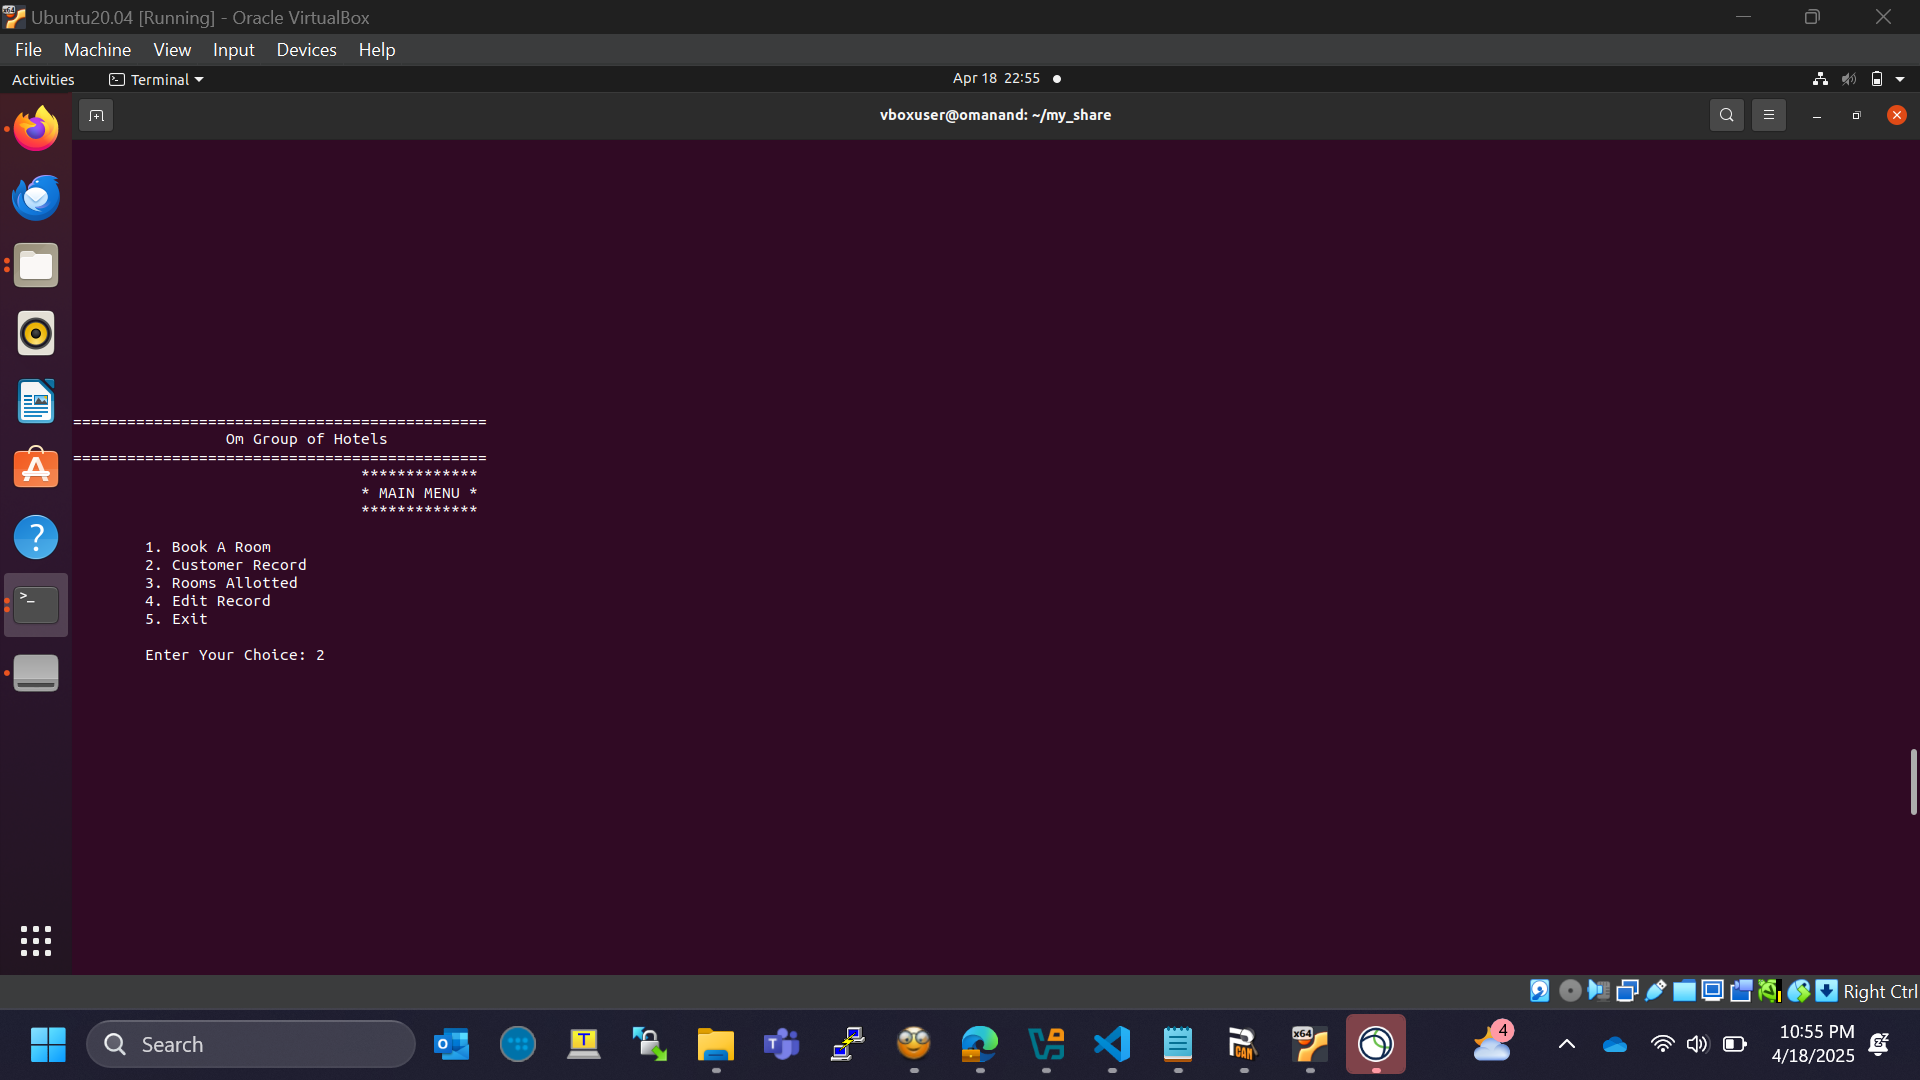 Ubuntu20.04 [Running] - Oracle VirtualBox
File Machine View Input Devices Help
Activities Terminal Apr 18 22:55
vboxuser@omanand: ~/my_share
==============================================
Om Group of Hotels
==============================================
*************
* MAIN MENU *
*************
1. Book A Room
2. Customer Record
3. Rooms Allotted
4. Edit Record
5. Exit
Enter Your Choice: 2
Right Ctrl
Search
4
10:55 PM
4/18/2025